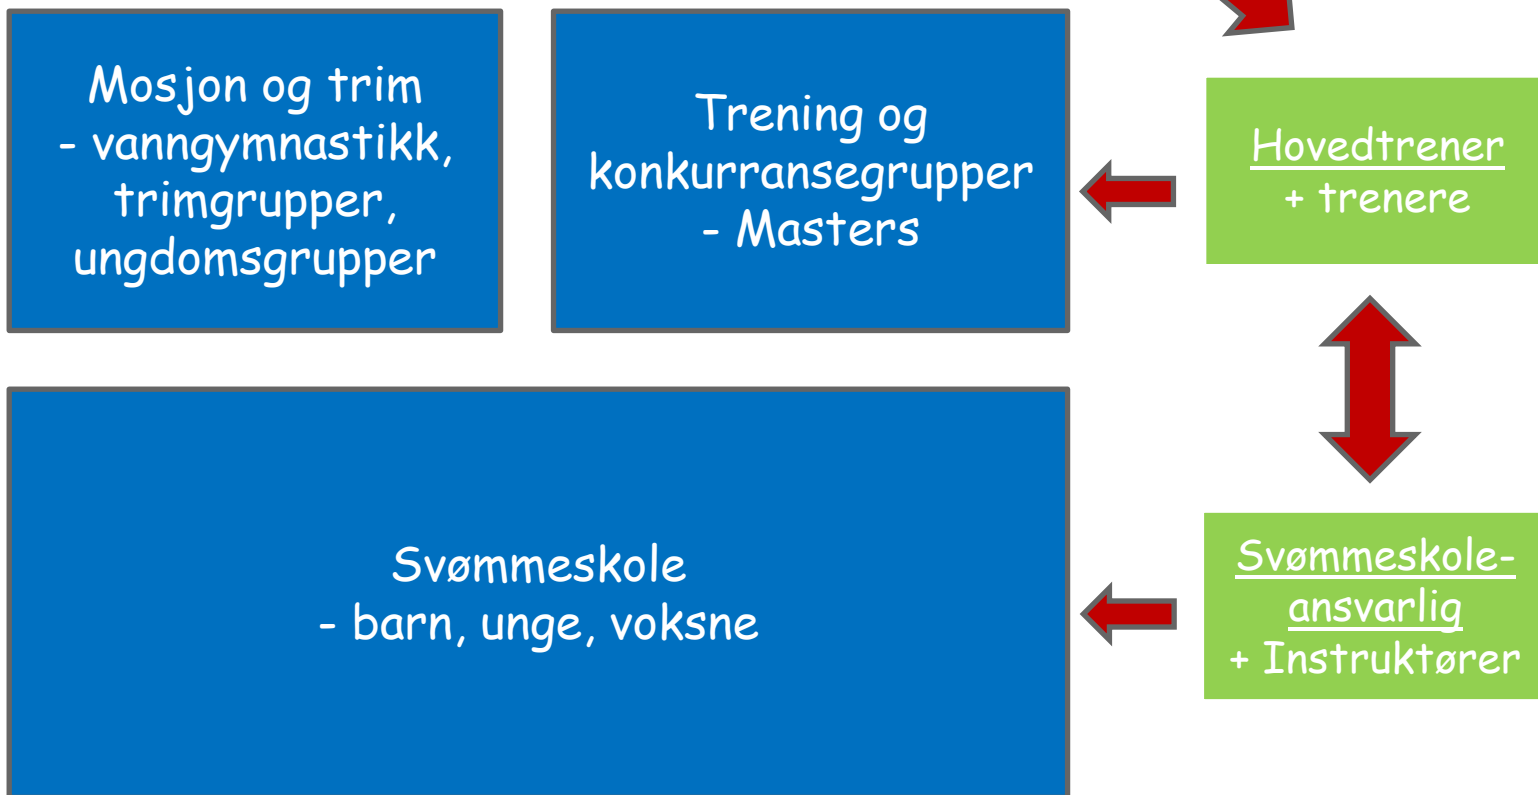 Mosjon og trim
- vanngymnastikk,
trimgrupper,
ungdomsgrupper
Trening og
konkurransegrupper
- Masters
Hovedtrener
+ trenere
Svømmeskole
- barn, unge, voksne
Svømmeskole-
ansvarlig
+ Instruktører